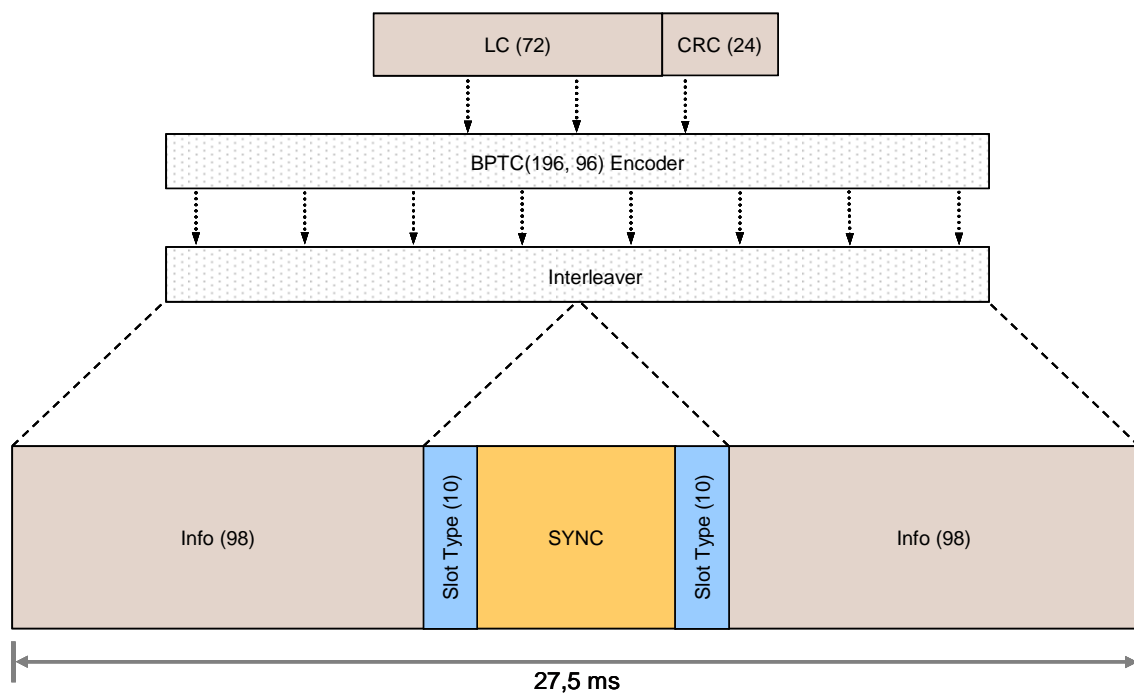 LC (72)
CRC (24)
BPTC(196, 96) Encoder
Interleaver
Info (98)
Slot Type (10)
SYNC
Slot Type (10)
Info (98)
27,5 ms